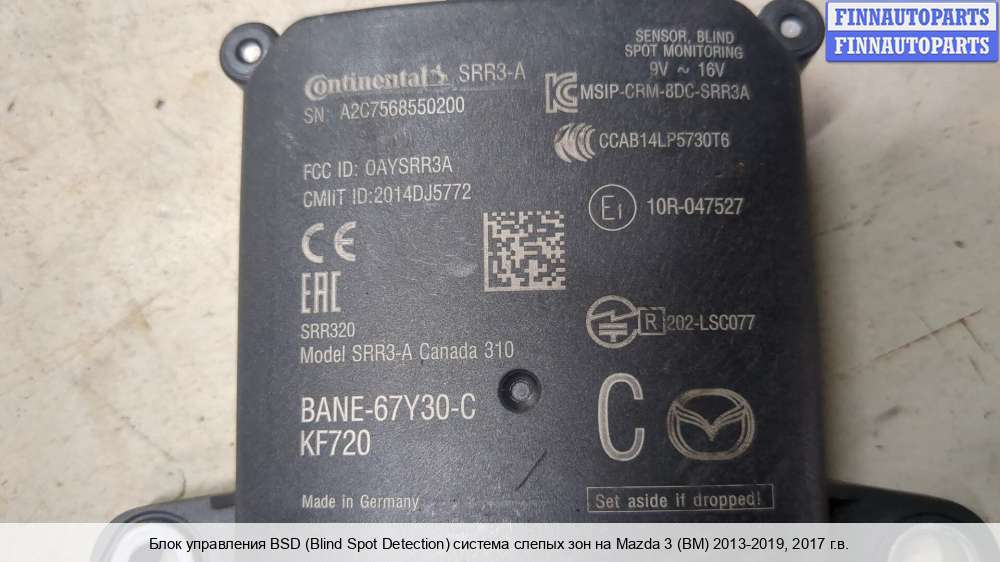 FINNAUTOPARTS
FINNAUTOPARTS
SENSOR, BLIND
SPOT MONITORING
9V ~ 16V
Continental SRR3-A
SN: A2C7568550200
MSIP-CRM-8DC-SRR3A
CCAB14LP5730T6
FCC ID: OAYSRR3A
CMIIT ID:2014DJ5772
E1 10R-047527
CE
EAC
R 202-LSC077
SRR320
Model SRR3-A Canada 310
BANE-67Y30-C
KF720
C
Made in Germany
Set aside if dropped!
Блок управления BSD (Blind Spot Detection) система слепых зон на Mazda 3 (BM) 2013-2019, 2017 г.в.